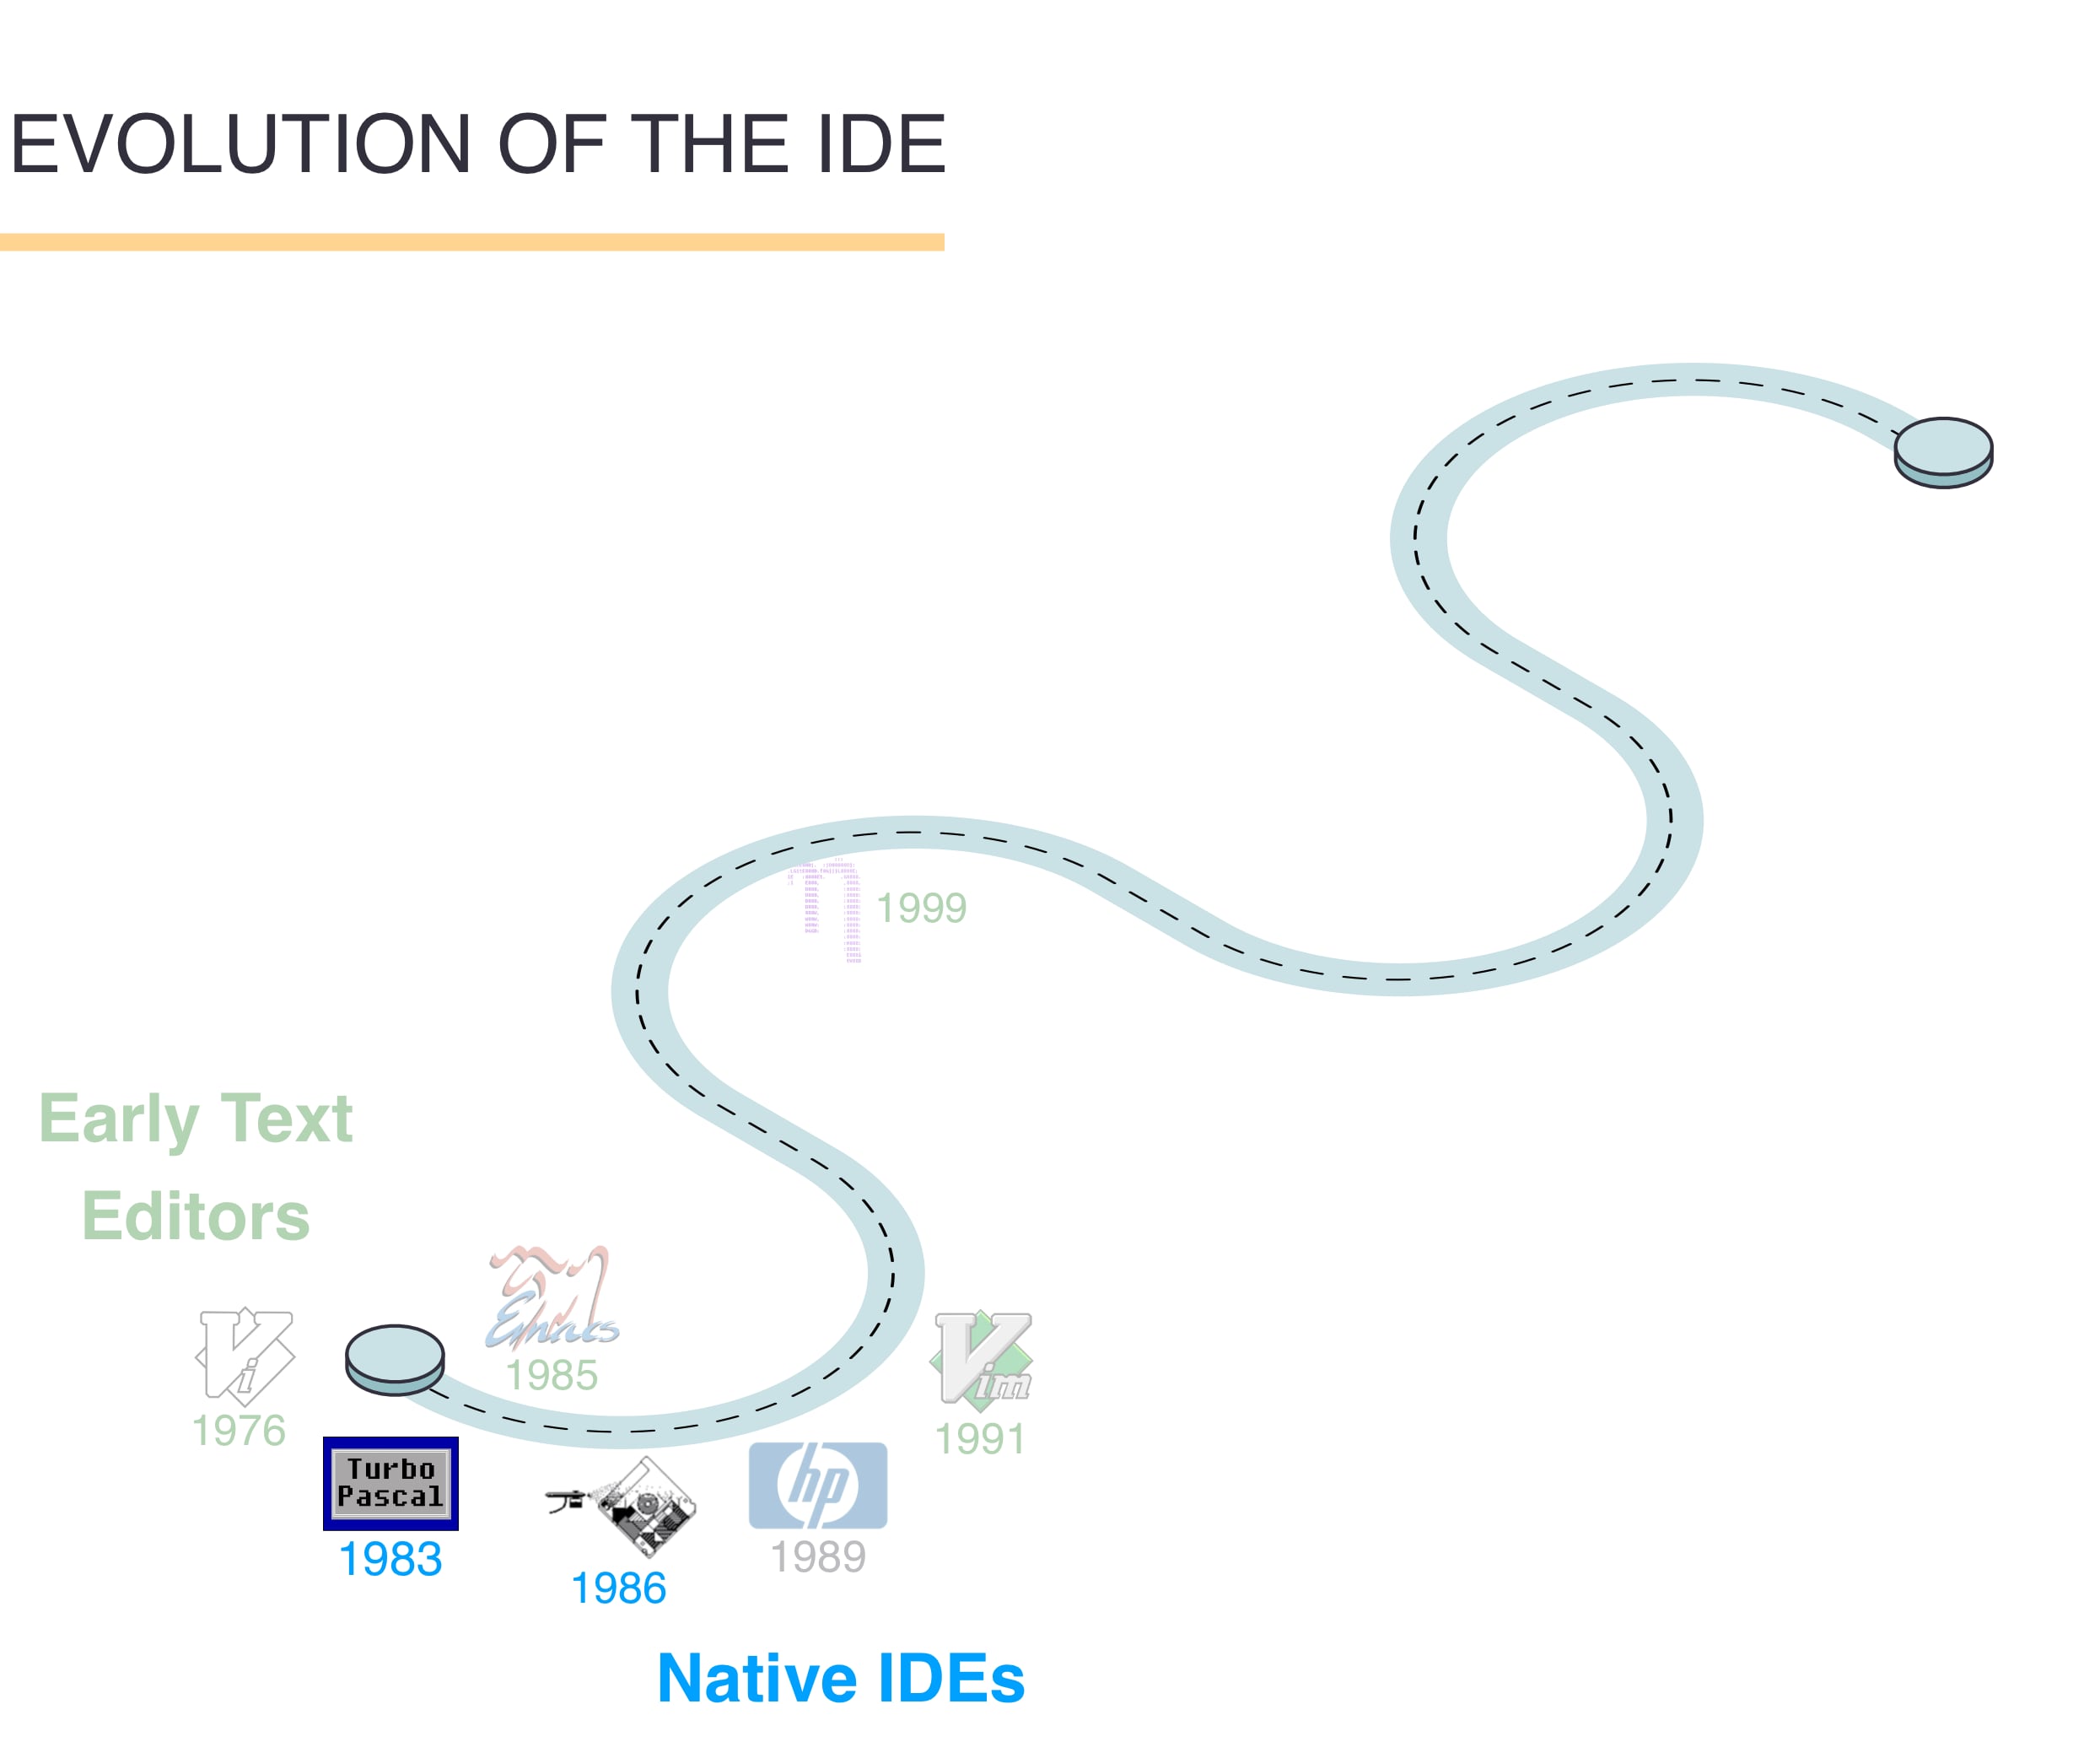 EVOLUTION OF THE IDE
1999
Early Text
Editors
Emacs
1985
Vi
1976
Vim
1991
Turbo
Pascal
1983
1986
hp
1989
Native IDEs